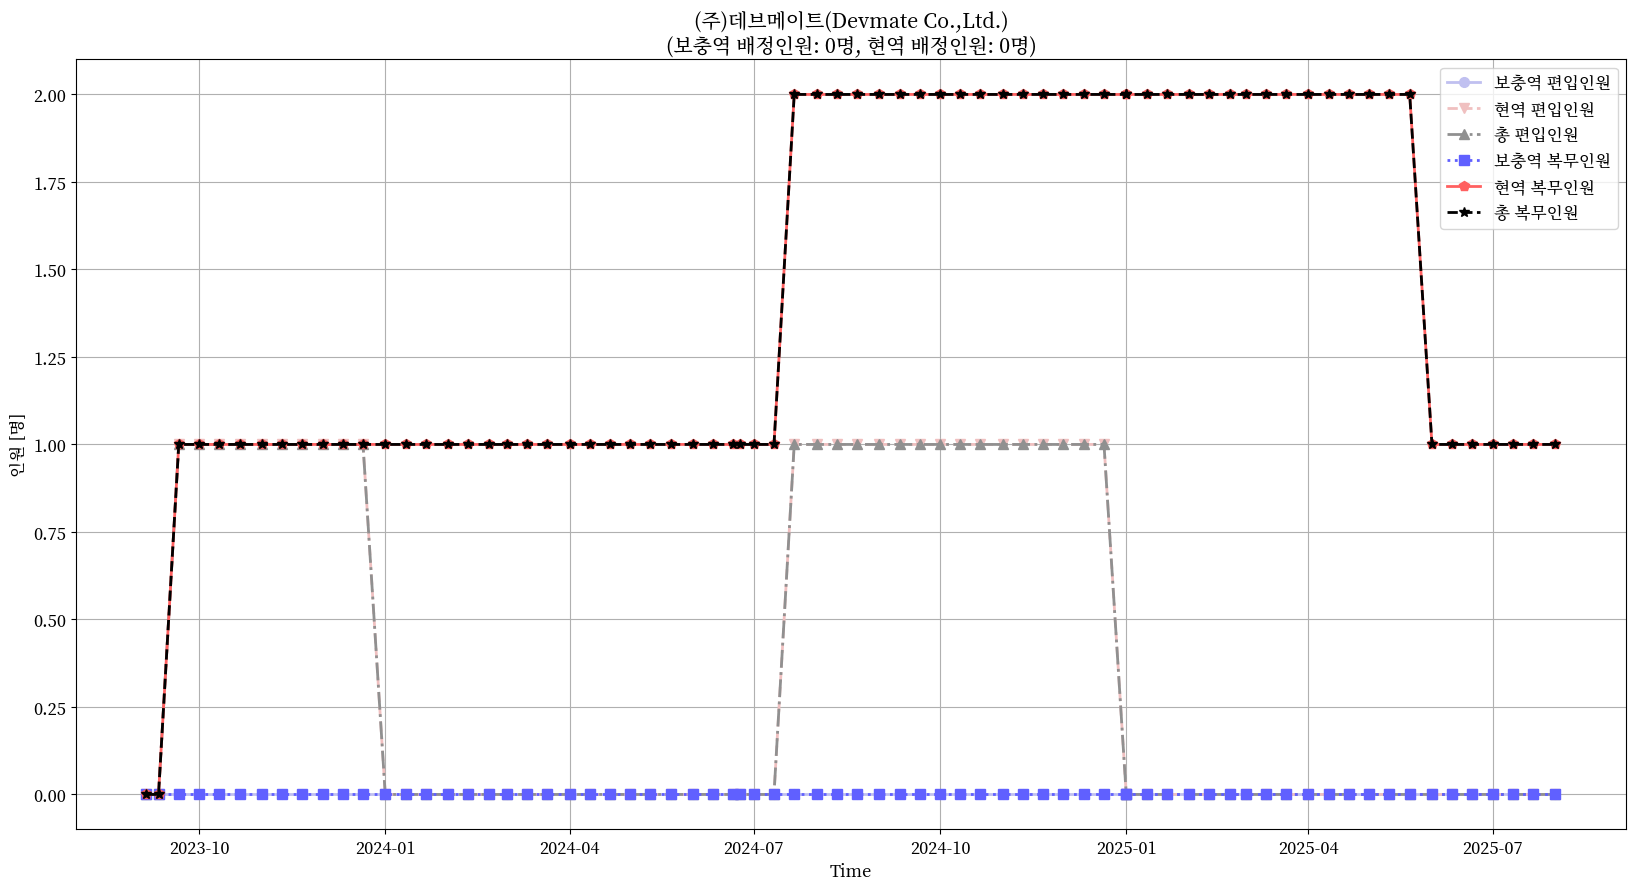 (주)데브메이트(Devmate Co.,Ltd.)
(보충역 배정인원: 0명, 현역 배정인원: 0명)
보충역 편입인원
현역 편입인원
총 편입인원
보충역 복무인원
현역 복무인원
총 복무인원
인원 [명]
2.00
1.75
1.50
1.25
1.00
0.75
0.50
0.25
0.00
2023-10
2024-01
2024-04
2024-07
2024-10
2025-01
2025-04
2025-07
Time